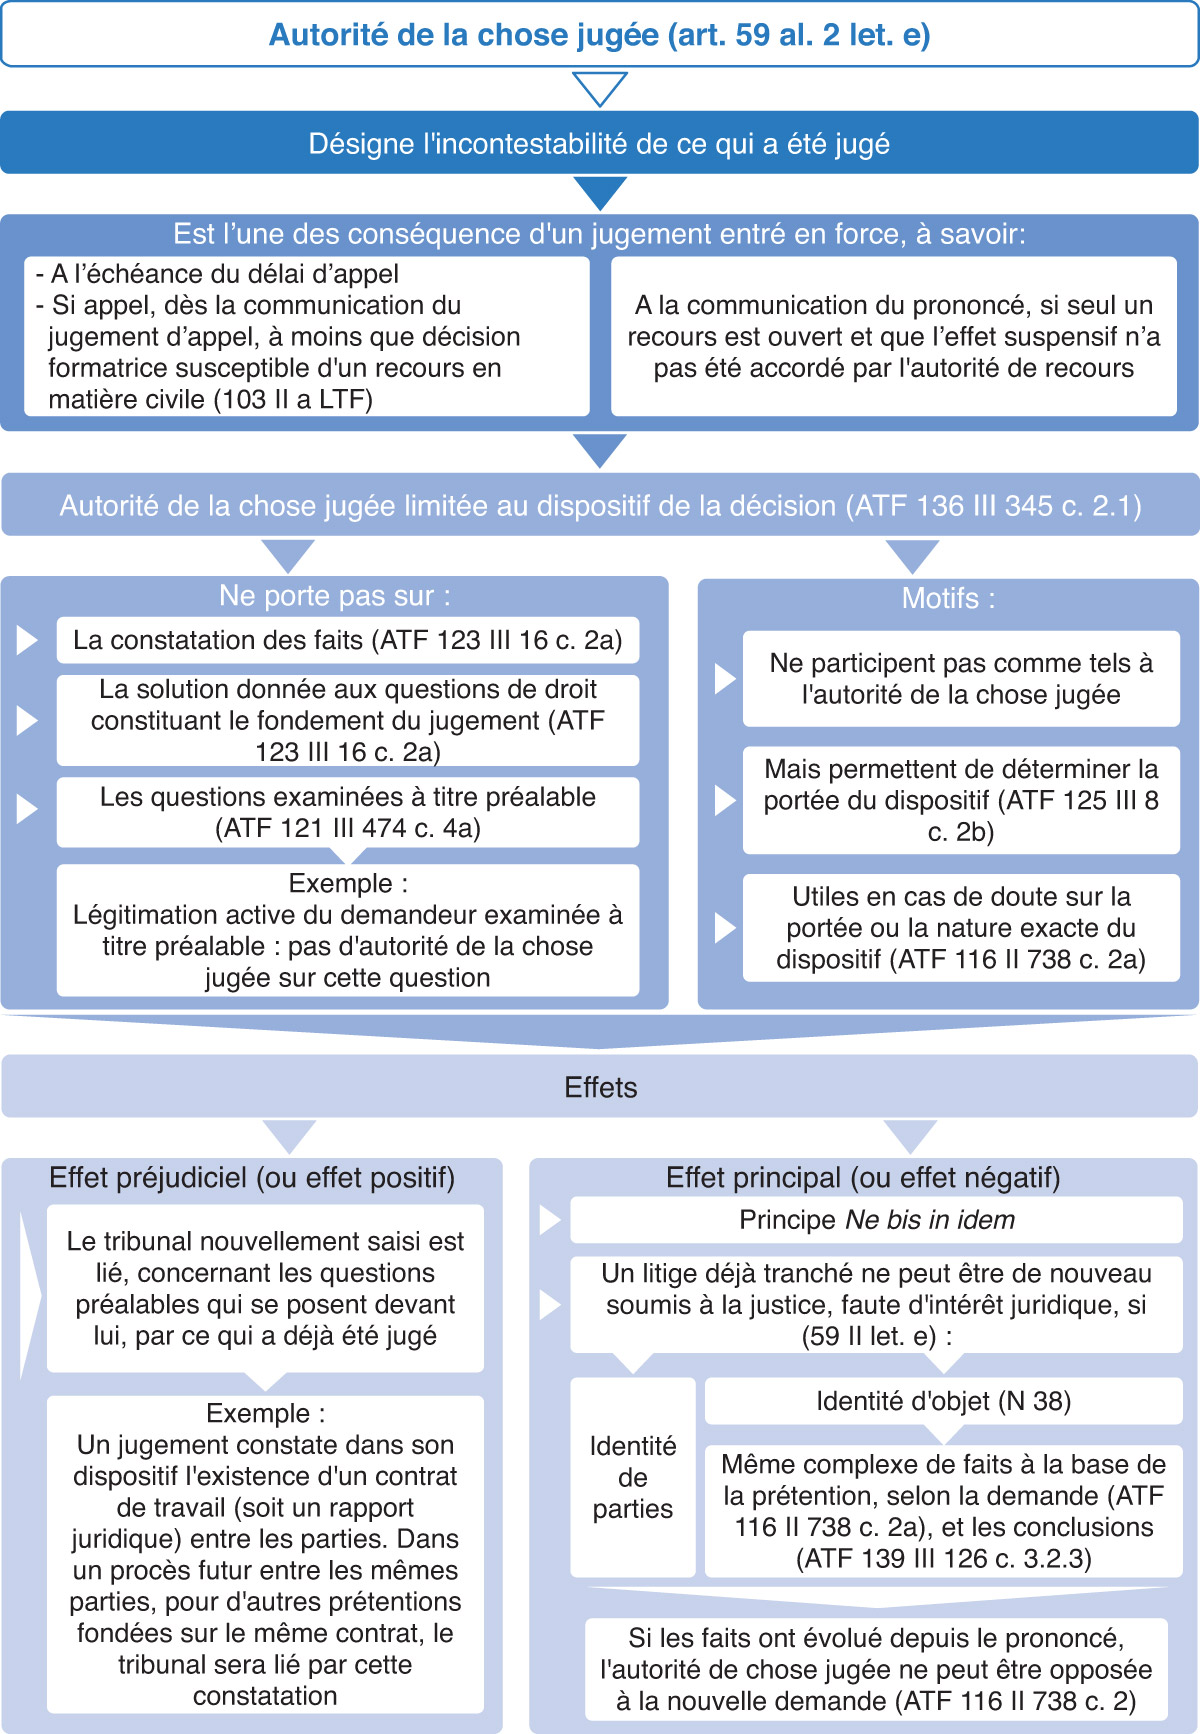 Autorité de la chose jugée (art. 59 al. 2 let. e)
Désigne l'incontestabilité de ce qui a été jugé
Est l’une des conséquence d'un jugement entré en force, à savoir:
- A l’échéance du délai d’appel
- Si appel, dès la communication du
jugement d’appel, à moins que décision
formatrice susceptible d'un recours en
matière civile (103 II a LTF)
A la communication du prononcé, si seul un
recours est ouvert et que l’effet suspensif n’a
pas été accordé par l'autorité de recours
Autorité de la chose jugée limitée au dispositif de la décision (ATF 136 III 345 c. 2.1)
Ne porte pas sur :
La constatation des faits (ATF 123 III 16 c. 2a)
La solution donnée aux questions de droit
constituant le fondement du jugement (ATF
123 III 16 c. 2a)
Les questions examinées à titre préalable
(ATF 121 III 474 c. 4a)
Exemple :
Légitimation active du demandeur examinée à
titre préalable : pas d'autorité de la chose
jugée sur cette question
Motifs :
Ne participent pas comme tels à
l'autorité de la chose jugée
Mais permettent de déterminer la
portée du dispositif (ATF 125 III 8
c. 2b)
Utiles en cas de doute sur la
portée ou la nature exacte du
dispositif (ATF 116 II 738 c. 2a)
Effets
Effet préjudiciel (ou effet positif)
Le tribunal nouvellement saisi est
lié, concernant les questions
préalables qui se posent devant
lui, par ce qui a déjà été jugé
Exemple :
Un jugement constate dans son
dispositif l'existence d'un contrat
de travail (soit un rapport
juridique) entre les parties. Dans
un procès futur entre les mêmes
parties, pour d'autres prétentions
fondées sur le même contrat, le
tribunal sera lié par cette
constatation
Effet principal (ou effet négatif)
Principe Ne bis in idem
Un litige déjà tranché ne peut être de nouveau
soumis à la justice, faute d'intérêt juridique, si
(59 II let. e) :
Identité
de
parties
Identité d'objet (N 38)
Même complexe de faits à la base de
la prétention, selon la demande (ATF
116 II 738 c. 2a), et les conclusions
(ATF 139 III 126 c. 3.2.3)
Si les faits ont évolué depuis le prononcé,
l'autorité de chose jugée ne peut être opposée
à la nouvelle demande (ATF 116 II 738 c. 2)